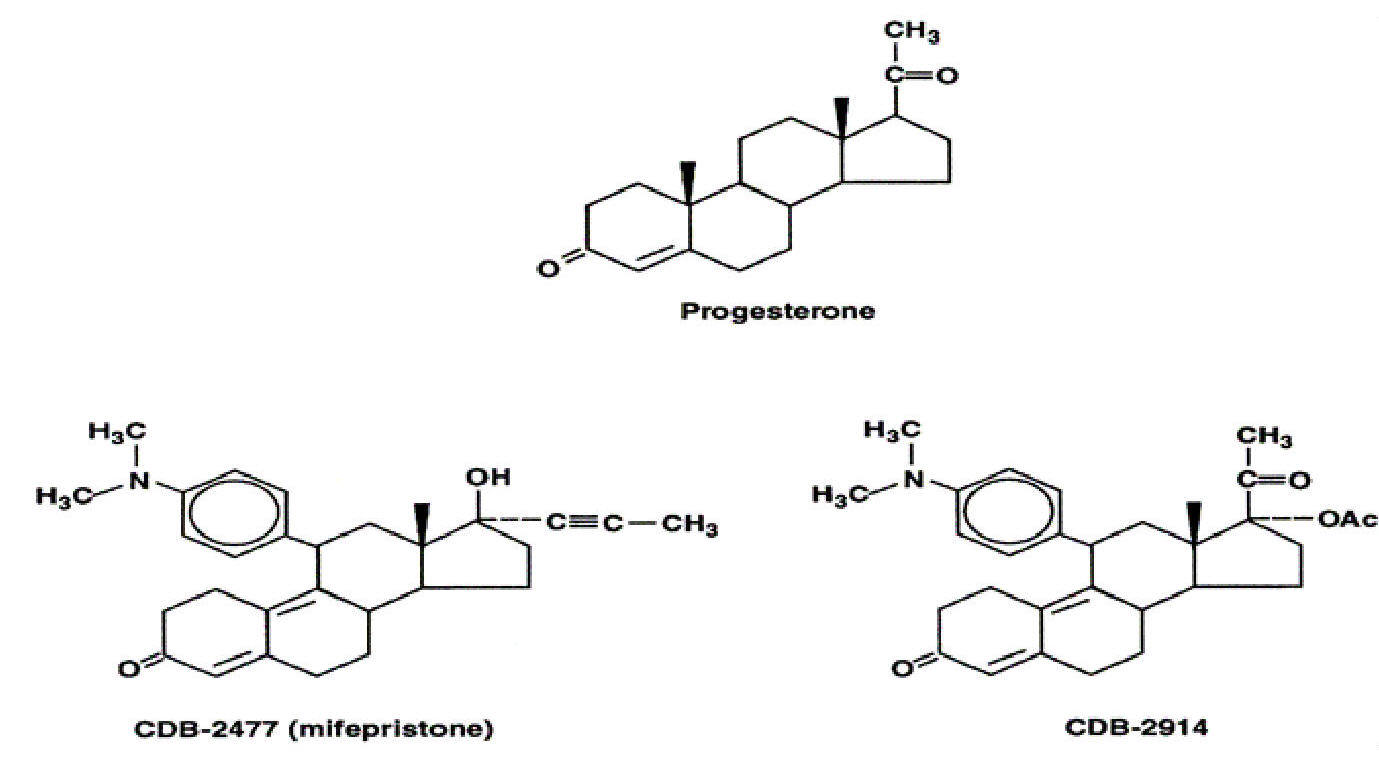 CH3
C=O
O
Progesterone
H3C
N
H3C
OH
C≡C—CH3
O
CDB-2477 (mifepristone)
H3C
N
H3C
CH3
C=O
OAc
O
CDB-2914